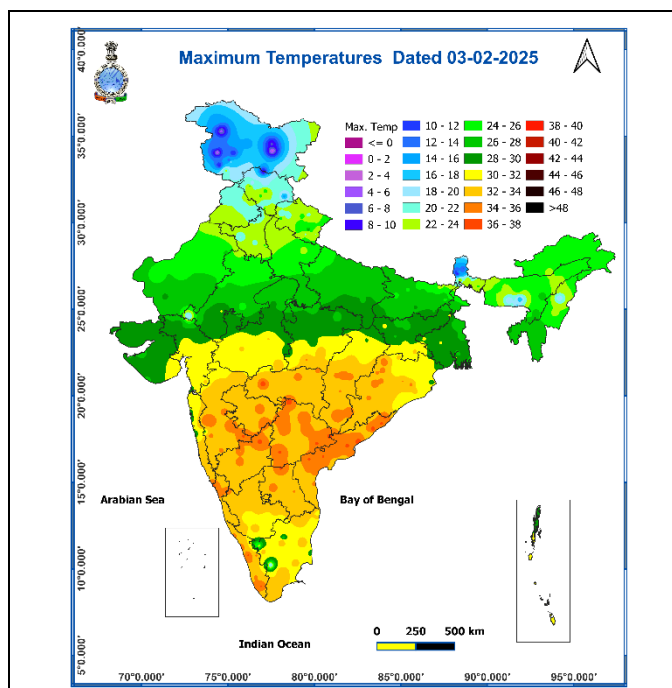 Maximum Temperatures Dated 03-02-2025
Max. Temp
<= 0
0 - 2
2 - 4
4 - 6
6 - 8
8 - 10
10 - 12
12 - 14
14 - 16
16 - 18
18 - 20
20 - 22
22 - 24
24 - 26
26 - 28
28 - 30
30 - 32
32 - 34
34 - 36
36 - 38
38 - 40
40 - 42
42 - 44
44 - 46
46 - 48
>48
40°0.000'
35°0.000'
30°0.000'
25°0.000'
20°0.000'
15°0.000'
10°0.000'
5°0.000'
Arabian Sea
Bay of Bengal
Indian Ocean
0 250 500 km
70°0.000' 75°0.000' 80°0.000' 85°0.000' 90°0.000' 95°0.000'